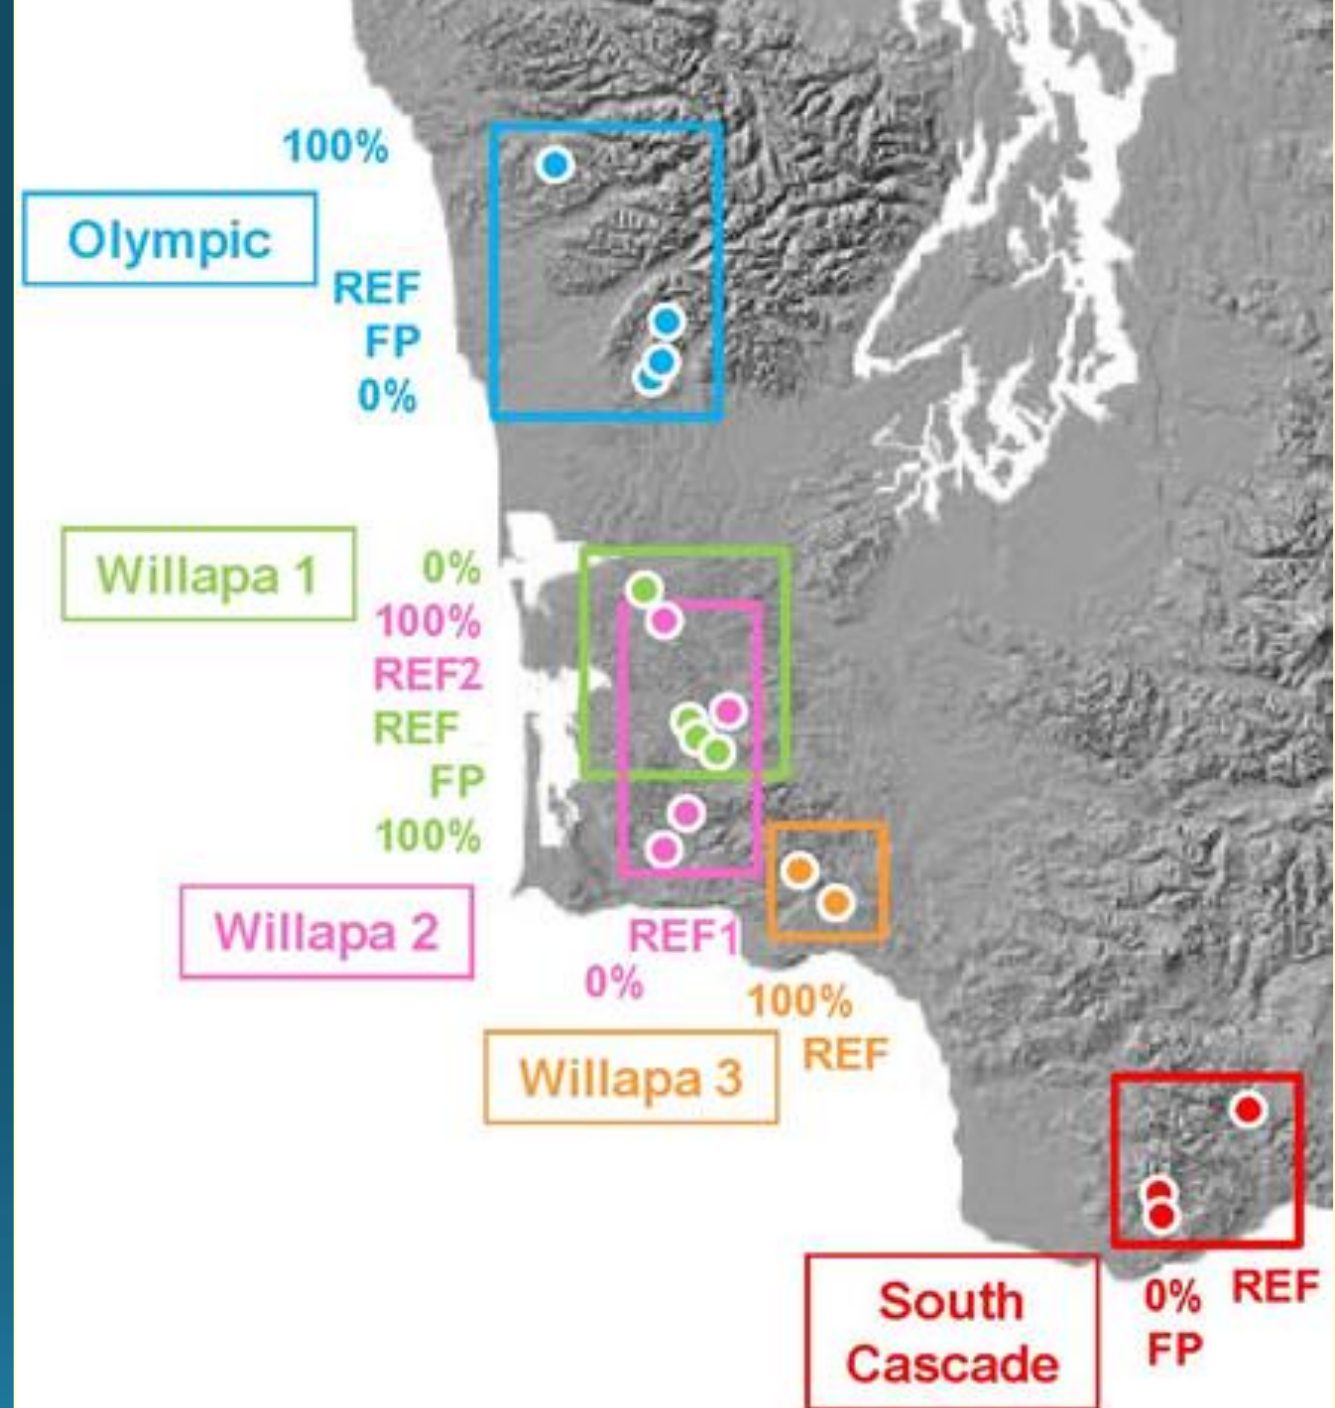 100%
Olympic
REF
FP
0%
Willapa 1
0%
100%
REF2
REF
FP
100%
Willapa 2
REF1
0%
100%
REF
Willapa 3
South
Cascade
0%
REF
FP